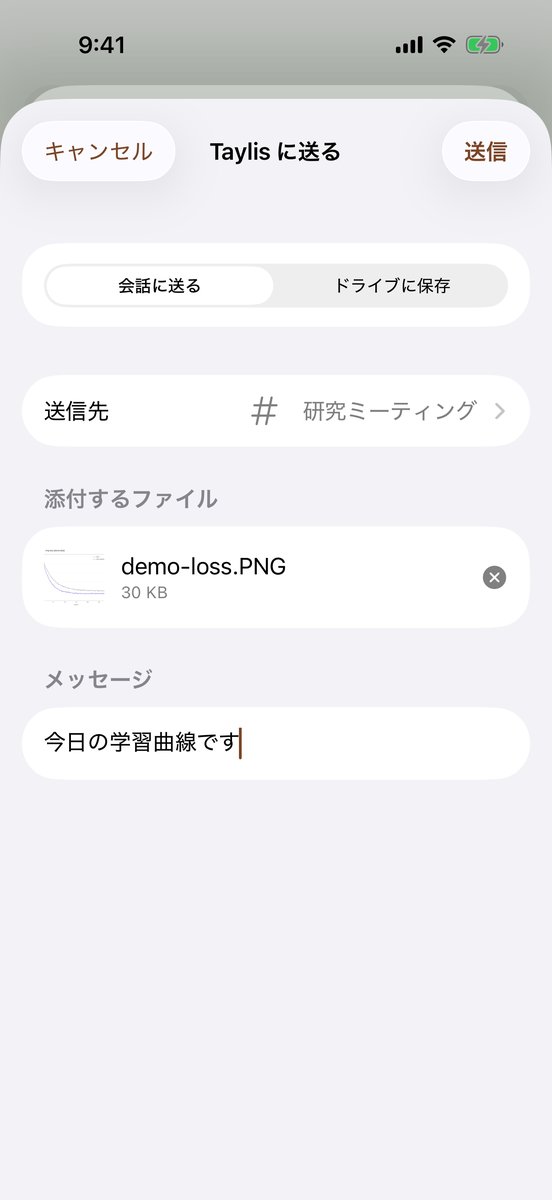 9:41
キャンセル
Taylis に送る
送信
会話に送る
ドライブに保存
送信先
# 研究ミーティング
添付するファイル
demo-loss.PNG
30 KB
メッセージ
今日の学習曲線です